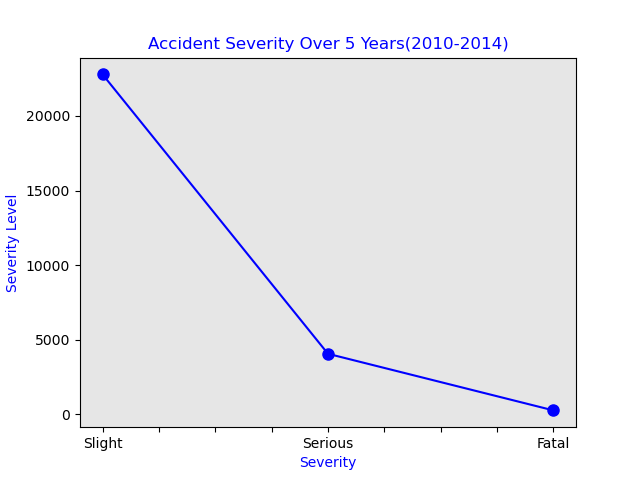 Accident Severity Over 5 Years(2010-2014)
20000
15000
10000
5000
0
Severity Level
Slight Serious Fatal
Severity